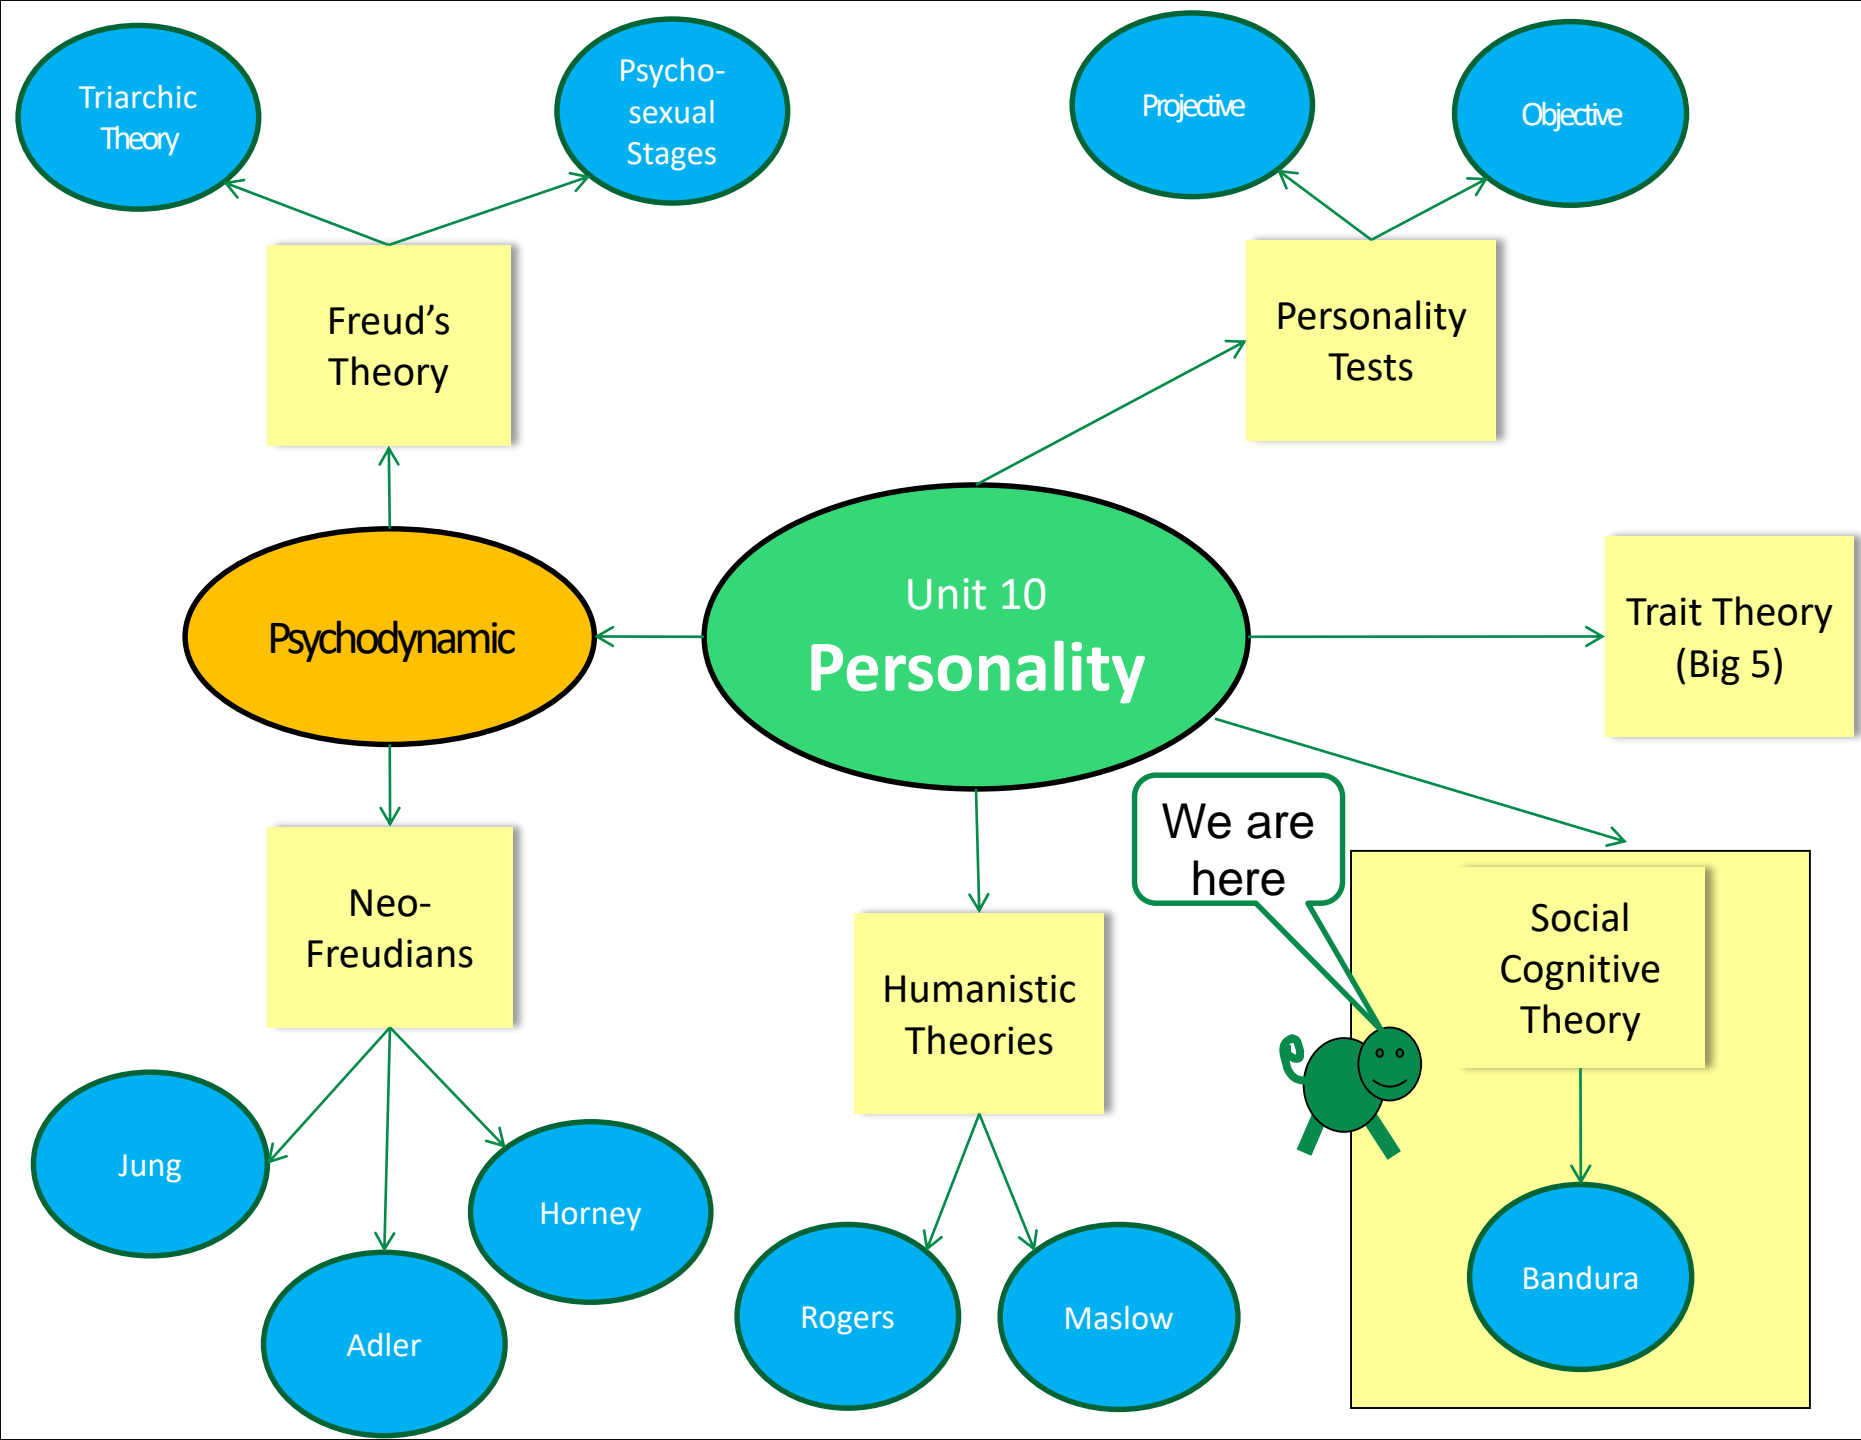 Triarchic
Theory
Psycho-
sexual
Stages
Projective
Objective
Freud’s
Theory
Personality
Tests
Psychodynamic
Unit 10
Personality
Trait Theory
(Big 5)
We are
here
Neo-
Freudians
Humanistic
Theories
Social
Cognitive
Theory
Jung
Horney
Adler
Rogers
Maslow
Bandura